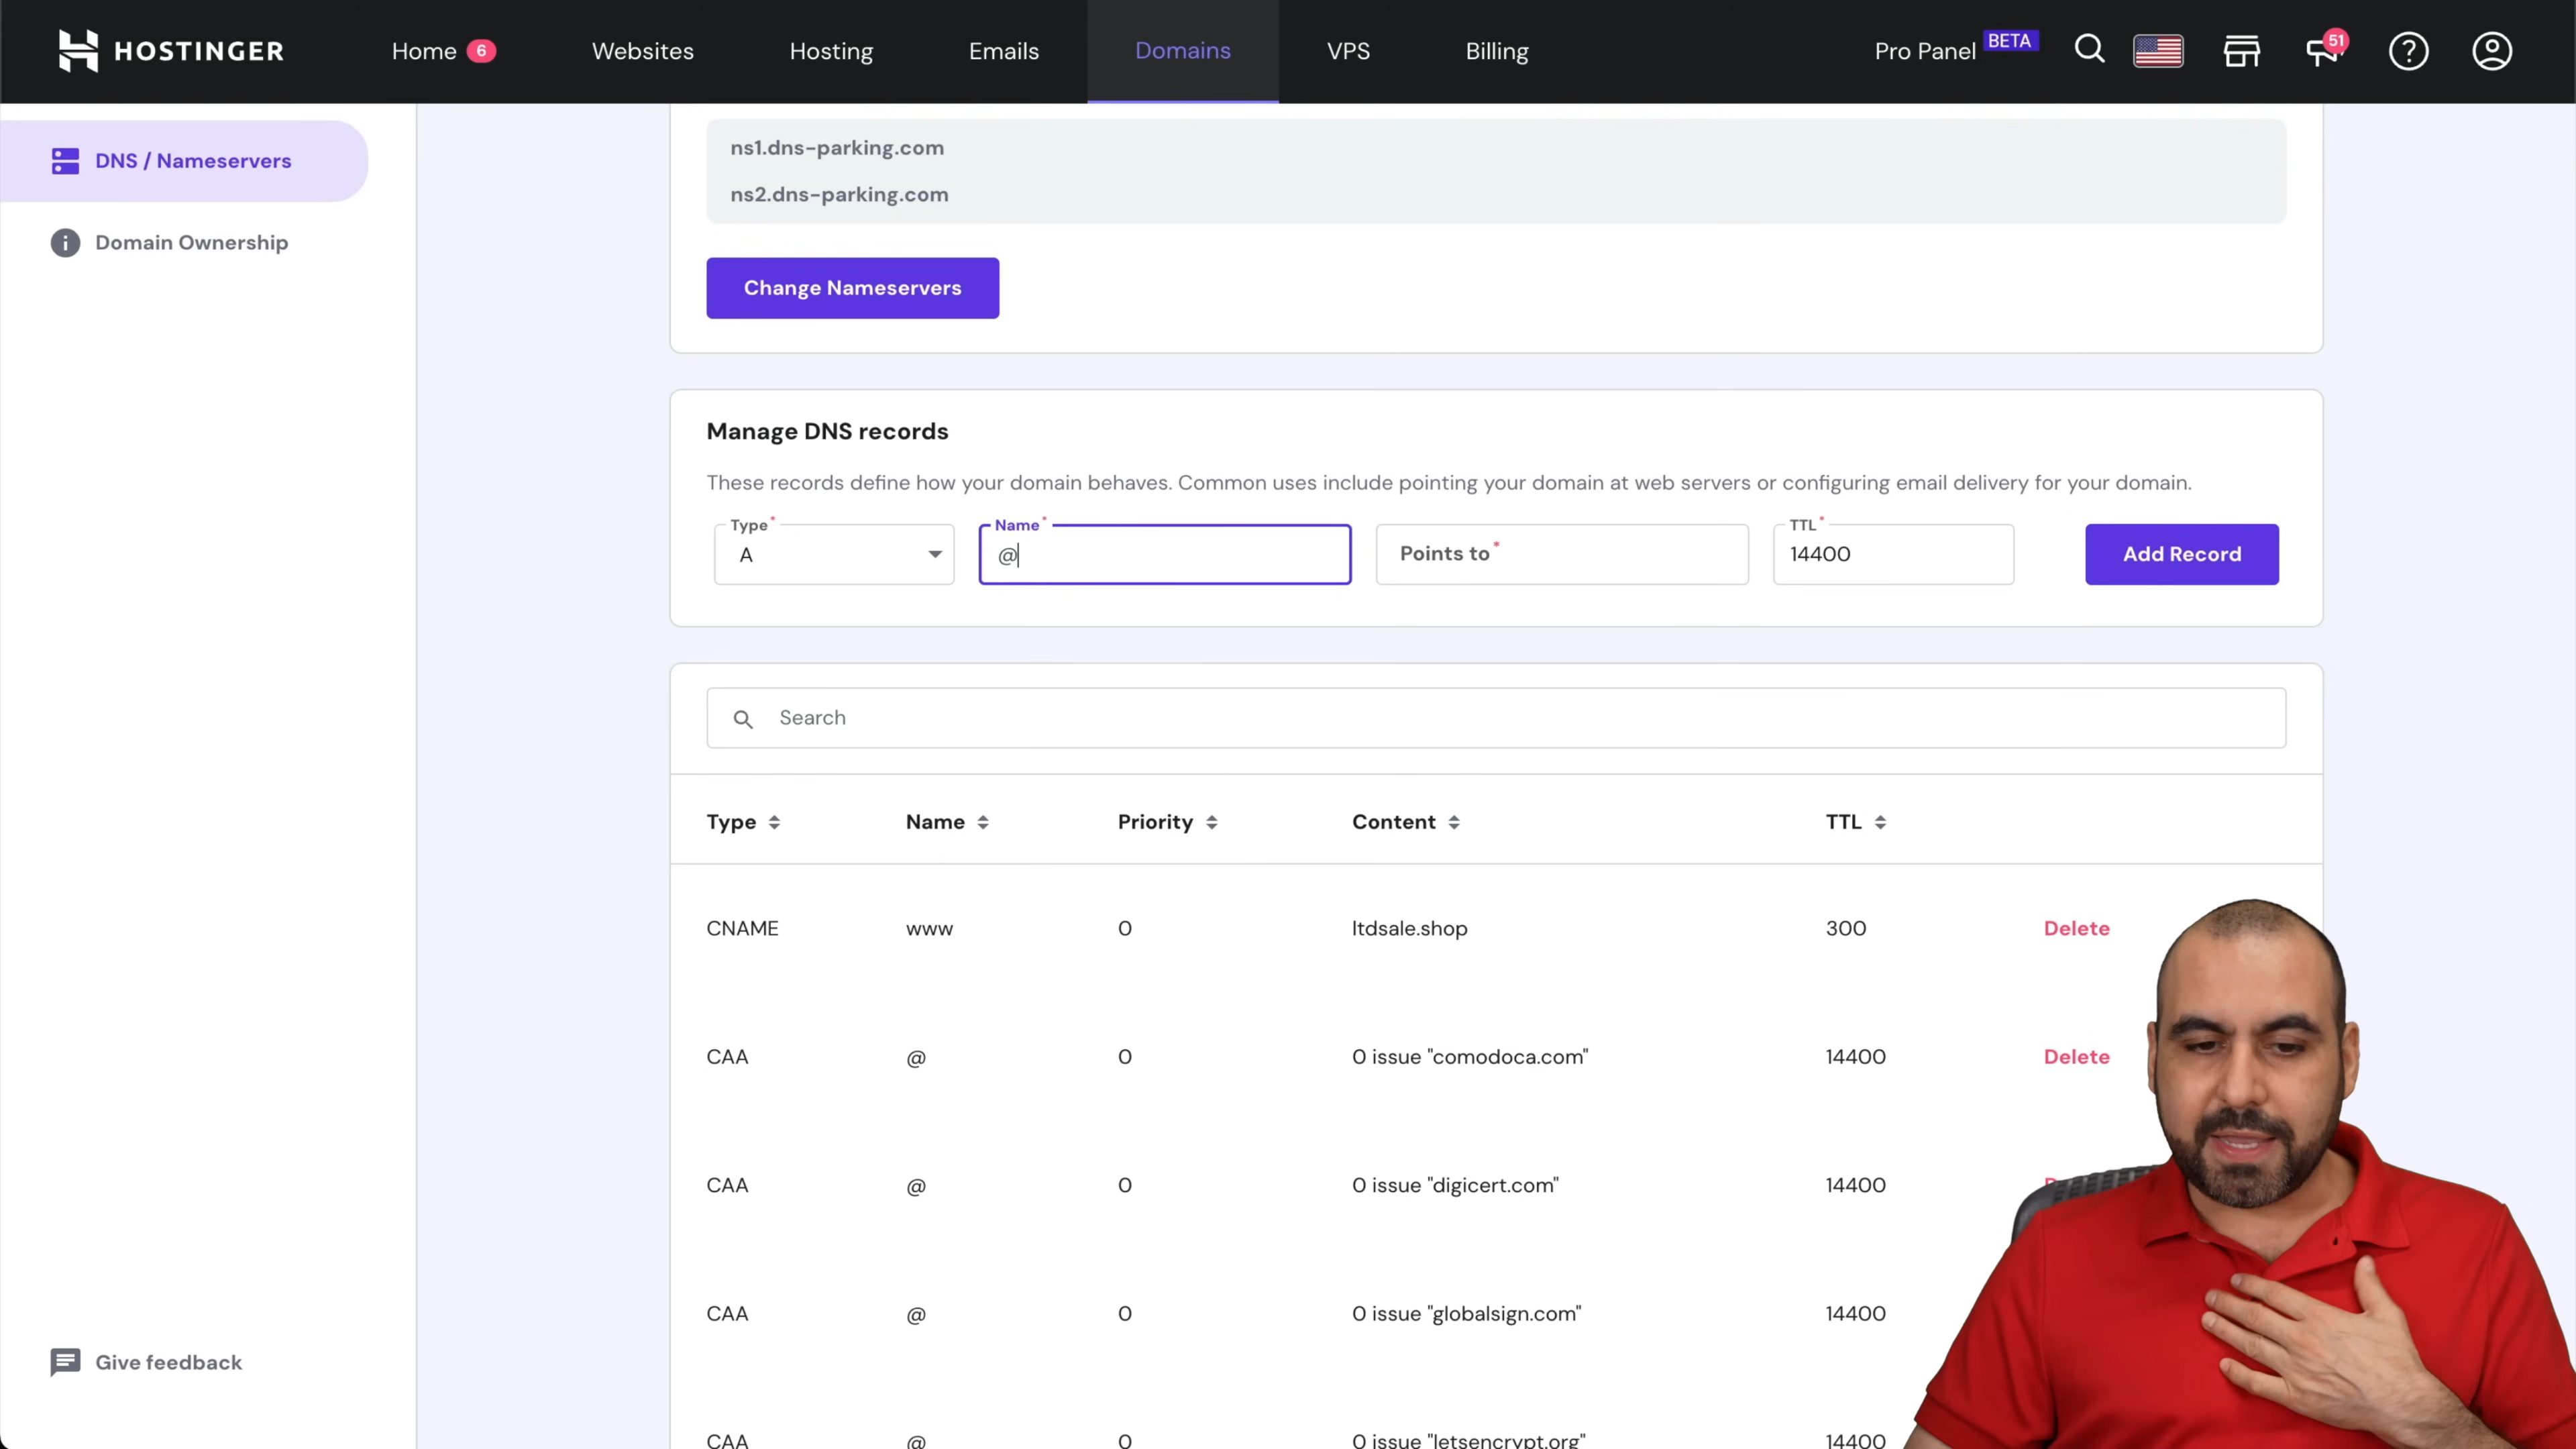 HOSTINGER Home 6 Websites Hosting Emails Domains VPS Billing Pro Panel BETA 51
DNS / Nameservers
Domain Ownership
ns1.dns-parking.com
ns2.dns-parking.com
Change Nameservers
Manage DNS records
These records define how your domain behaves. Common uses include pointing your domain at web servers or configuring email delivery for your domain.
Type* Name* TTL*
A @ Points to* 14400 Add Record
Search
Type Name Priority Content TTL
CNAME www 0 ltdsale.shop 300 Delete
CAA @ 0 0 issue "comodoca.com" 14400 Delete
CAA @ 0 0 issue "digicert.com" 14400
CAA @ 0 0 issue "globalsign.com" 14400
CAA @ 0 0 issue "letsencrypt.org" 14400
Give feedback